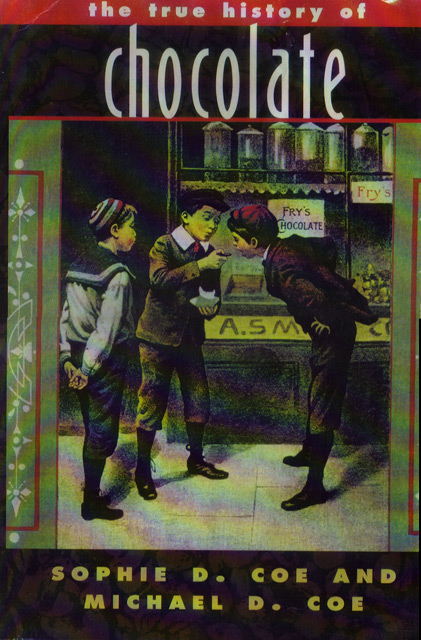 the true history of
chocolate
Fry's
FRY'S
CHOCOLATE
A. S M
SOPHIE D. COE AND
MICHAEL D. COE